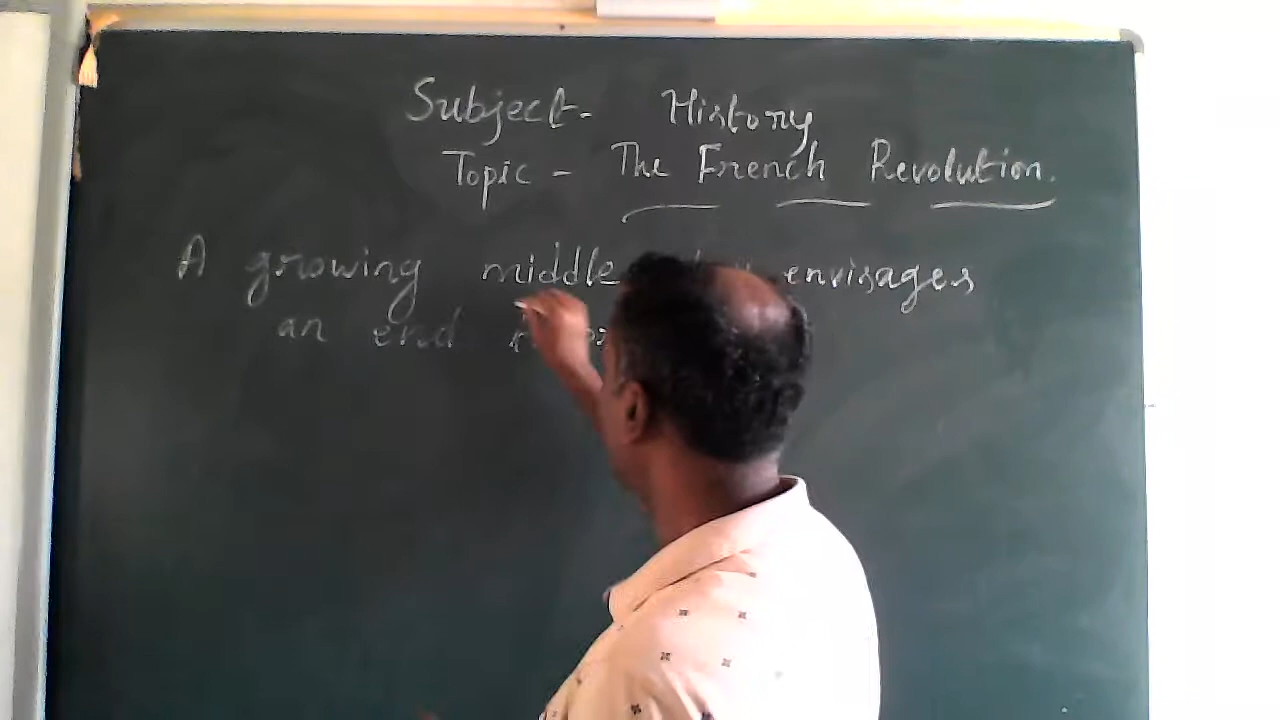 Subject- History
Topic - The French Revolution.
A growing middle envisages
an end